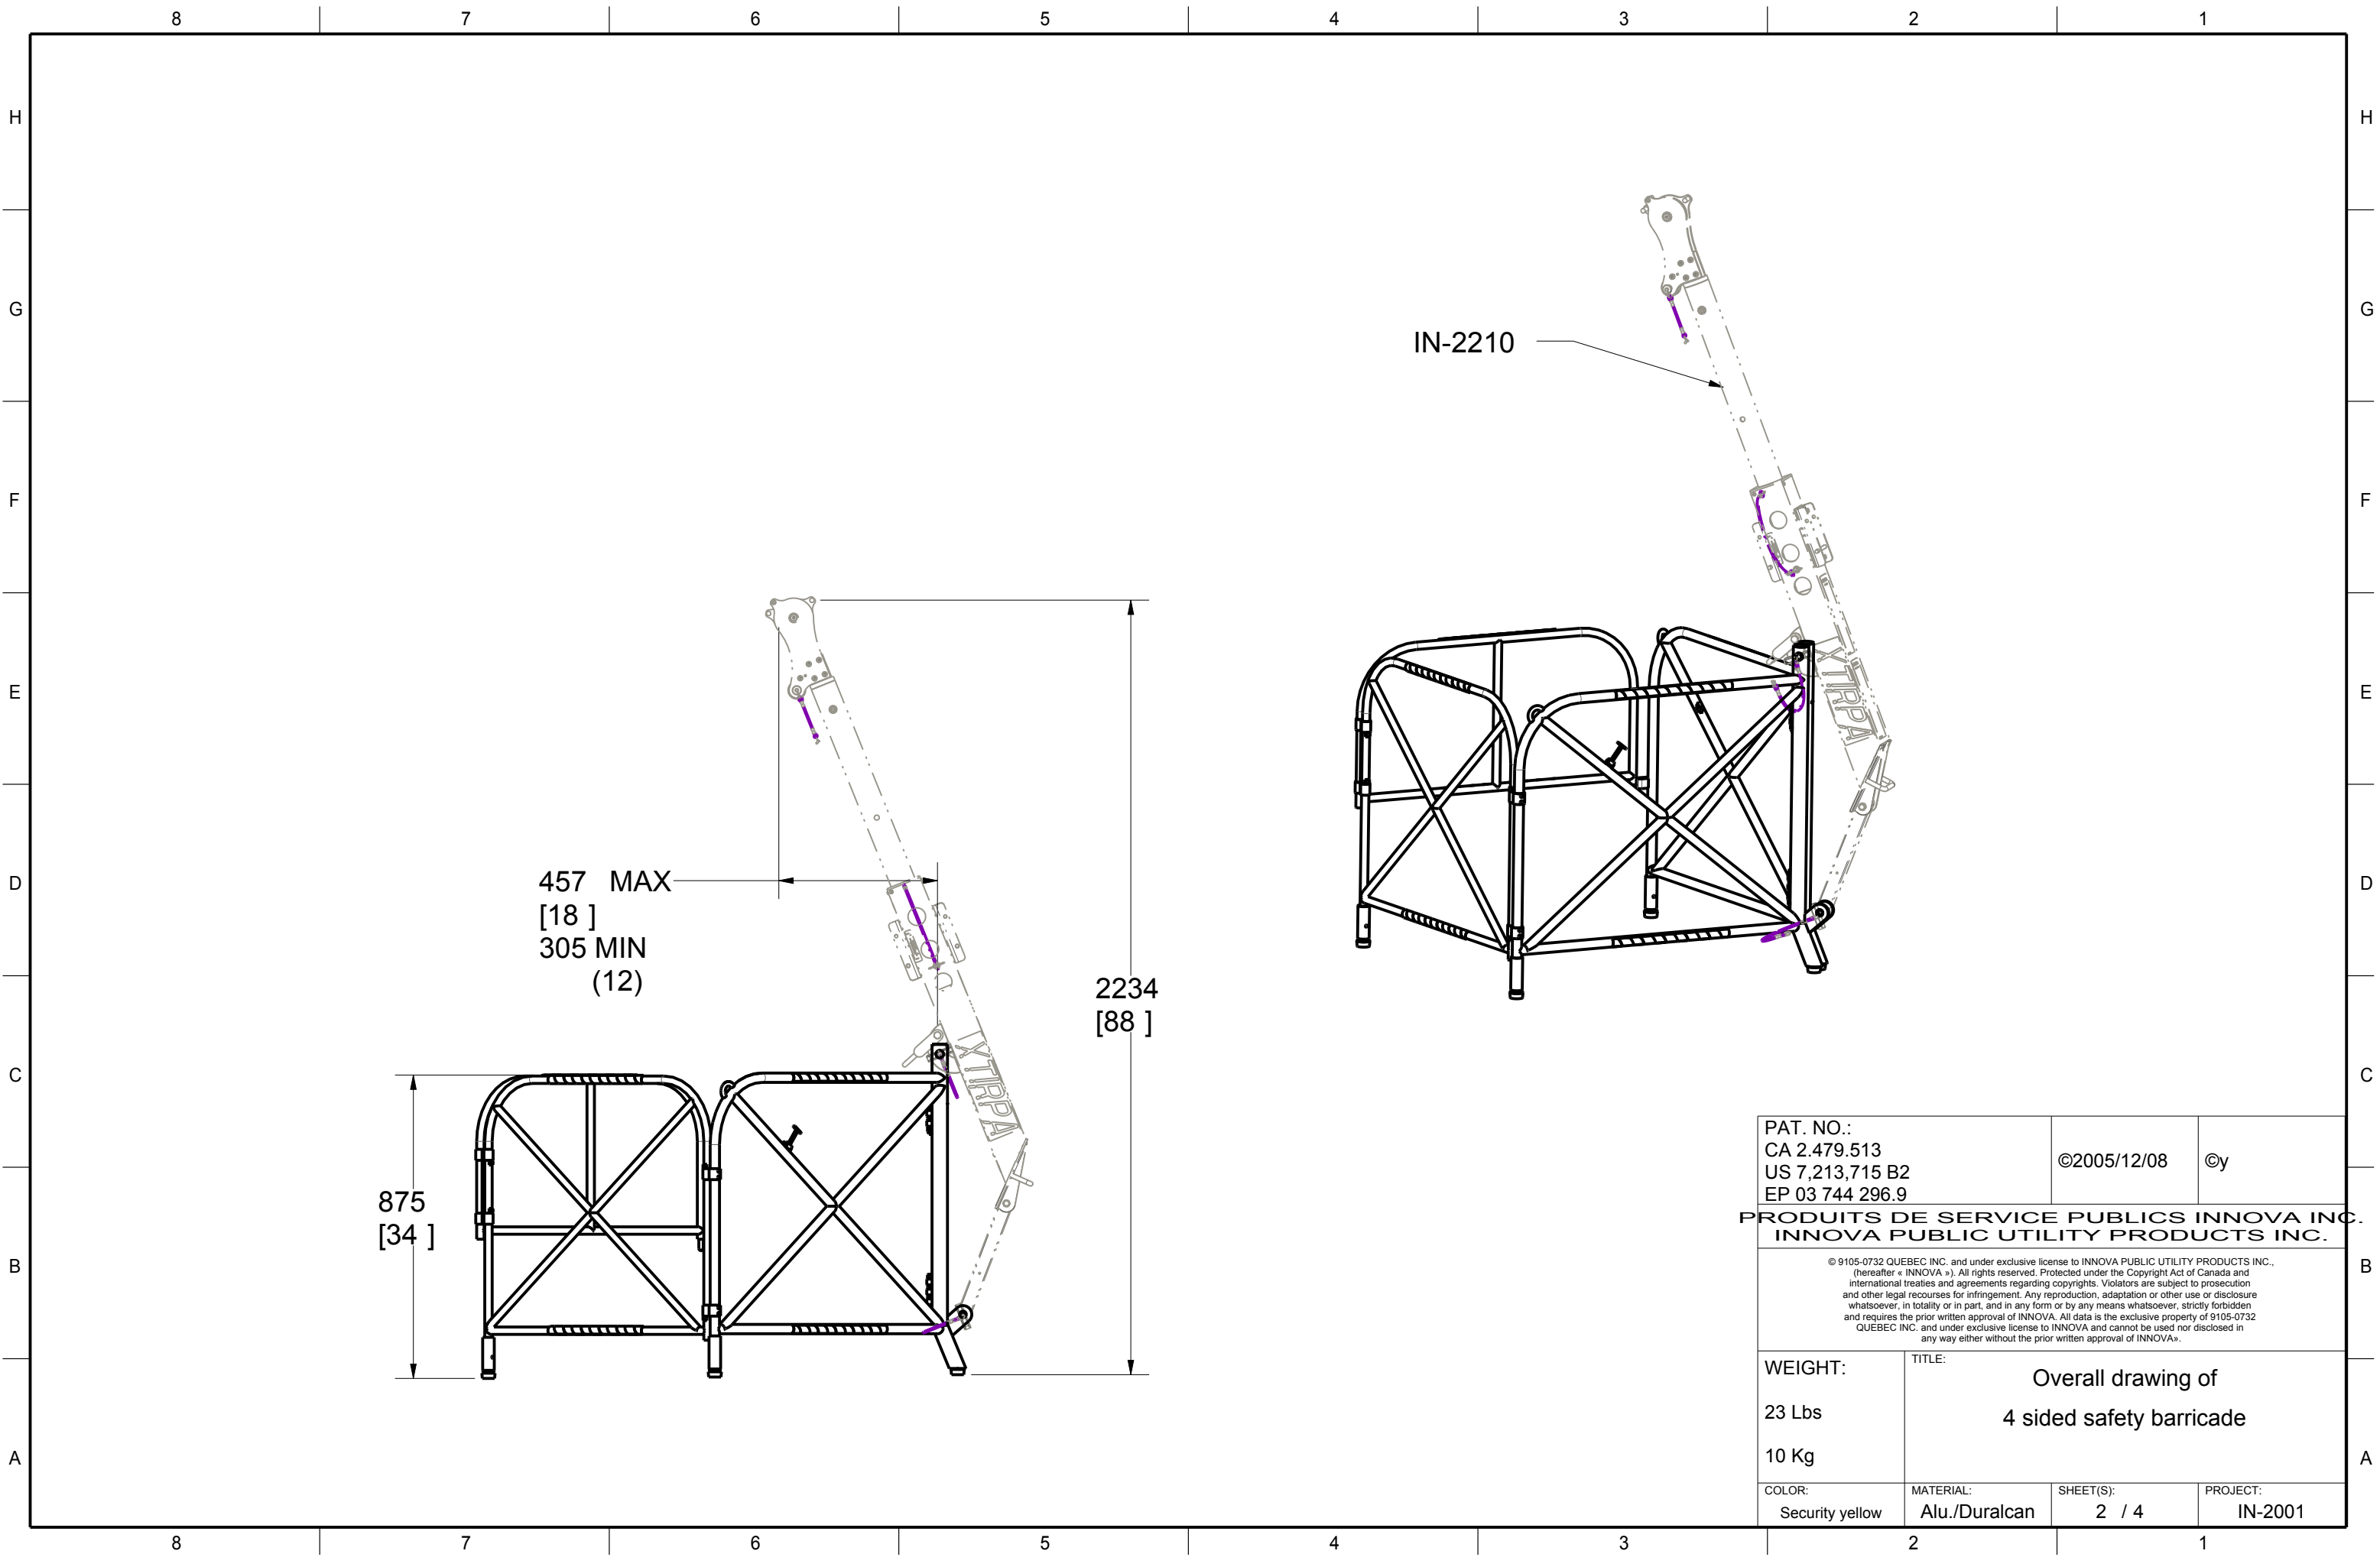 8 7 6 5 4 3 2 1
H H
G G
F F
E E
D D
C C
B B
A A
IN-2210
XTIRPA
457 MAX
[18 ]
305 MIN
(12)
2234
[88 ]
XTIRPA
875
[34 ]
PAT. NO.:
CA 2.479.513
US 7,213,715 B2
EP 03 744 296.9
©2005/12/08
©y
PRODUITS DE SERVICE PUBLICS INNOVA INC.
INNOVA PUBLIC UTILITY PRODUCTS INC.
© 9105-0732 QUEBEC INC. and under exclusive license to INNOVA PUBLIC UTILITY PRODUCTS INC.,
(hereafter « INNOVA »). All rights reserved. Protected under the Copyright Act of Canada and
international treaties and agreements regarding copyrights. Violators are subject to prosecution
and other legal recourses for infringement. Any reproduction, adaptation or other use or disclosure
whatsoever, in totality or in part, and in any form or by any means whatsoever, strictly forbidden
and requires the prior written approval of INNOVA. All data is the exclusive property of 9105-0732
QUEBEC INC. and under exclusive license to INNOVA and cannot be used nor disclosed in
any way either without the prior written approval of INNOVA».
WEIGHT:
23 Lbs
10 Kg
TITLE:
Overall drawing of
4 sided safety barricade
COLOR:
Security yellow
MATERIAL:
Alu./Duralcan
SHEET(S):
2 / 4
PROJECT:
IN-2001
8 7 6 5 4 3 2 1